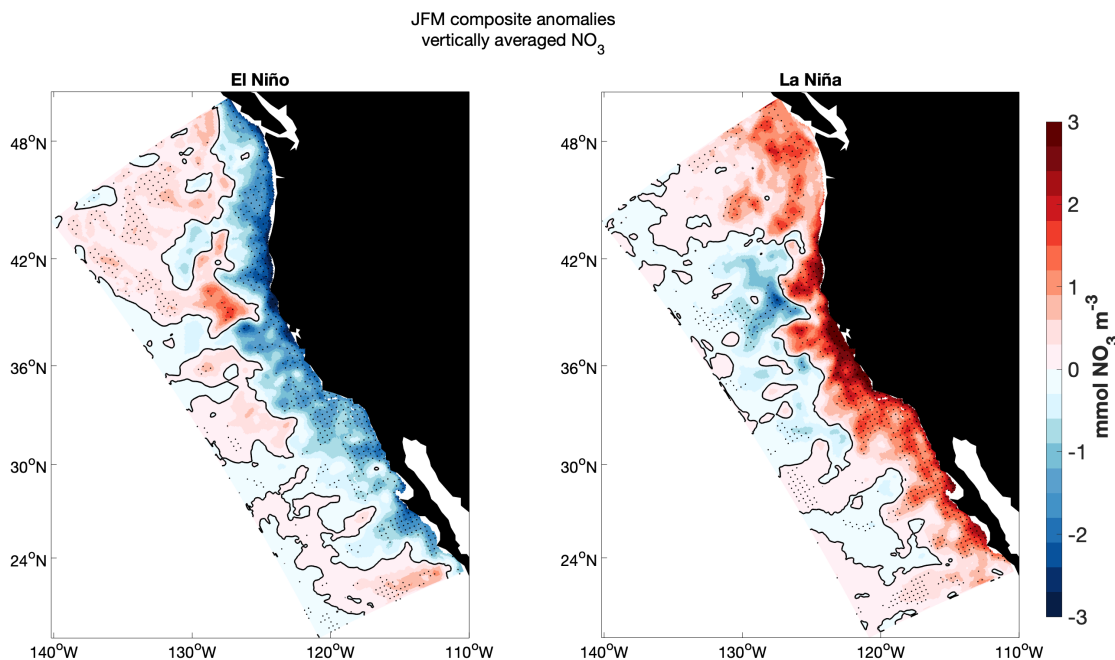 JFM composite anomalies
vertically averaged NO3
El Niño
La Niña
48°N
42°N
36°N
30°N
24°N
140°W
130°W
120°W
110°W
48°N
42°N
36°N
30°N
24°N
140°W
130°W
120°W
110°W
3
2
1
0
-1
-2
-3
mmol NO3 m-3